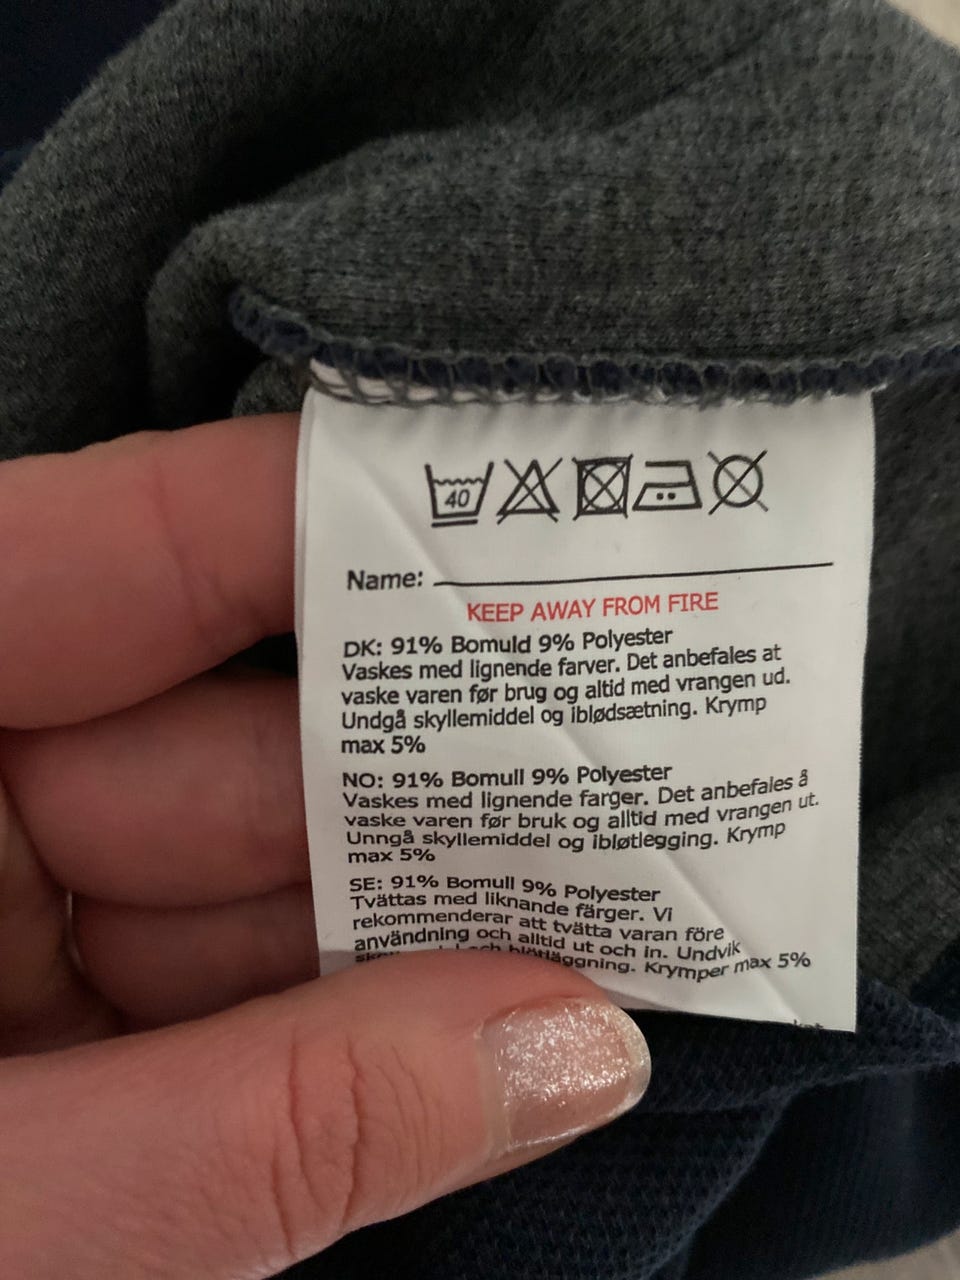 40
Name:
KEEP AWAY FROM FIRE
DK: 91% Bomuld 9% Polyester
Vaskes med lignende farver. Det anbefales at
vaske varen før brug og altid med vrangen ud.
Undgå skyllemiddel og iblødsætning. Krymp
max 5%
NO: 91% Bomull 9% Polyester
Vaskes med lignende farger. Det anbefales å
vaske varen før bruk og alltid med vrangen ut.
Unngå skyllemiddel og ibløtlegging. Krymp
max 5%
SE: 91% Bomull 9% Polyester
Tvättas med liknande färger. Vi
rekommenderar att tvätta varan före
användning och alltid ut och in. Undvik
och blötläggning. Krymper max 5%